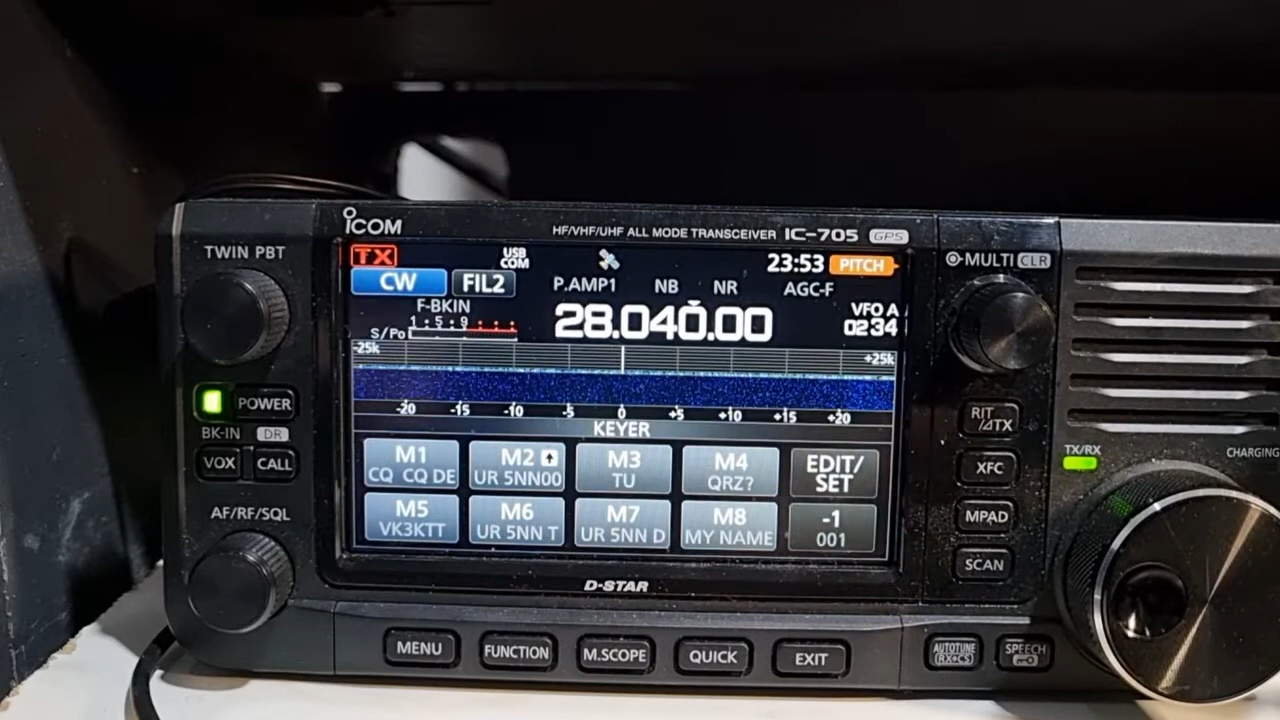 ICOM
HF/VHF/UHF ALL MODE TRANSCEIVER IC-705 GPS
TWIN PBT
TX
USB COM
23:53 PITCH
MULTI CLR
CW FIL2
P.AMP1 NB NR AGC-F
F-BKIN
1 5 9
S/Po
28.040.00
VFO A
0234
-25k
+25k
-20 -15 -10 -5 0 +5 +10 +15 +20
KEYER
M1
CQ CQ DE
M2
UR 5NN00
M3
TU
M4
QRZ?
EDIT/
SET
M5
VK3KTT
M6
UR 5NN T
M7
UR 5NN D
M8
MY NAME
-1
001
POWER
BK-IN DR
VOX CALL
AF/RF/SQL
RIT
/⊿TX
XFC
MPAD
SCAN
TX/RX
CHARGING
D-STAR
MENU FUNCTION M.SCOPE QUICK EXIT
AUTOTUNE
(RX→CS)
SPEECH